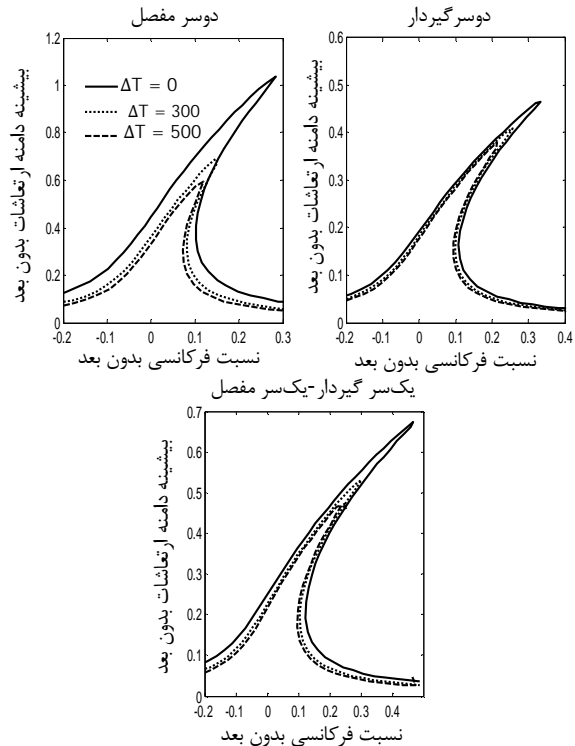 دوسر مفصل
دوسرگیردار
1.2
1
0.8
0.6
0.4
0.2
0
ΔT = 0
ΔT = 300
ΔT = 500
بیشینه دامنه ارتعاشات بدون بعد
-0.2 -0.1 0 0.1 0.2 0.3
نسبت فرکانسی بدون بعد
0.6
0.5
0.4
0.3
0.2
0.1
0
بیشینه دامنه ارتعاشات بدون بعد
-0.2 -0.1 0 0.1 0.2 0.3 0.4
نسبت فرکانسی بدون بعد
یک‌سر گیردار-یک‌سر مفصل
0.7
0.6
0.5
0.4
0.3
0.2
0.1
0
بیشینه دامنه ارتعاشات بدون بعد
-0.2 -0.1 0 0.1 0.2 0.3 0.4
نسبت فرکانسی بدون بعد